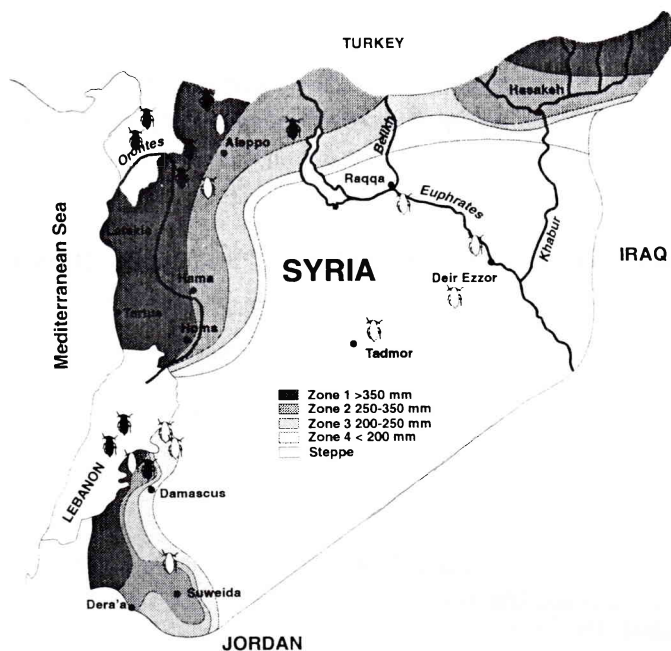 TURKEY
Hasakeh
Orontes
Aleppo
Belikh
Raqqa
Euphrates
Khabur
Latakia
Mediterranean Sea
SYRIA
IRAQ
Hama
Deir Ezzor
Tartus
Homs
Tadmor
Zone 1 >350 mm
Zone 2 250-350 mm
Zone 3 200-250 mm
Zone 4 < 200 mm
Steppe
LEBANON
Damascus
Suweida
Dera'a
JORDAN